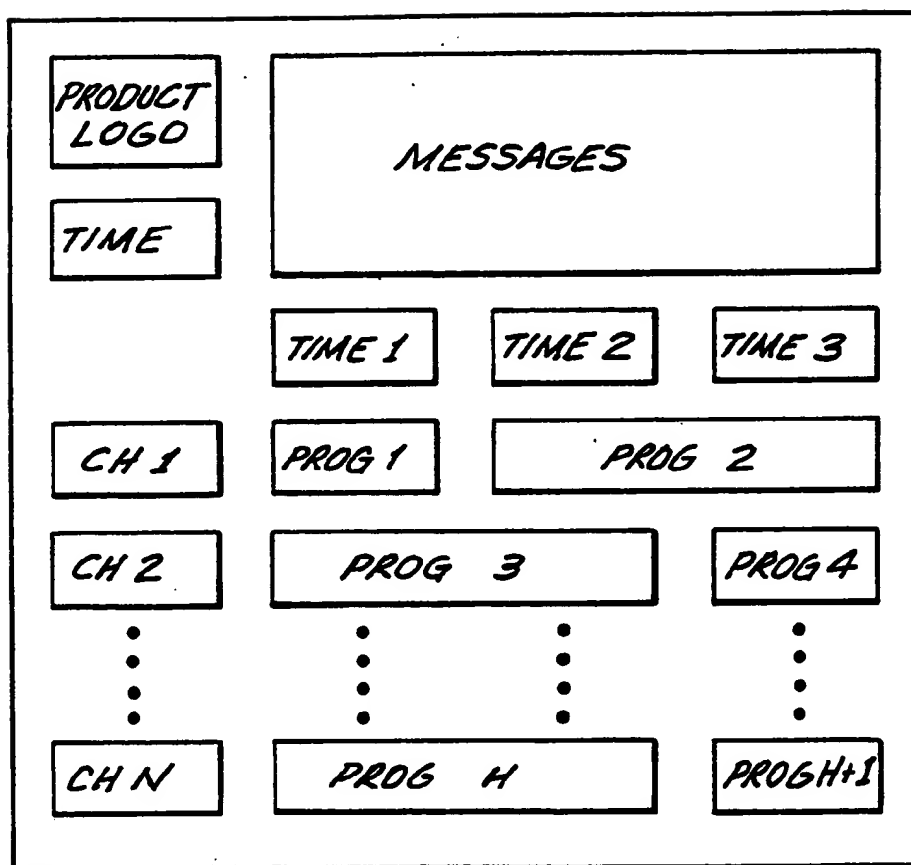 PRODUCT
LOGO
MESSAGES
TIME
TIME 1
TIME 2
TIME 3
CH 1
PROG 1
PROG 2
CH 2
PROG 3
PROG 4
CH N
PROG H
PROG H+1